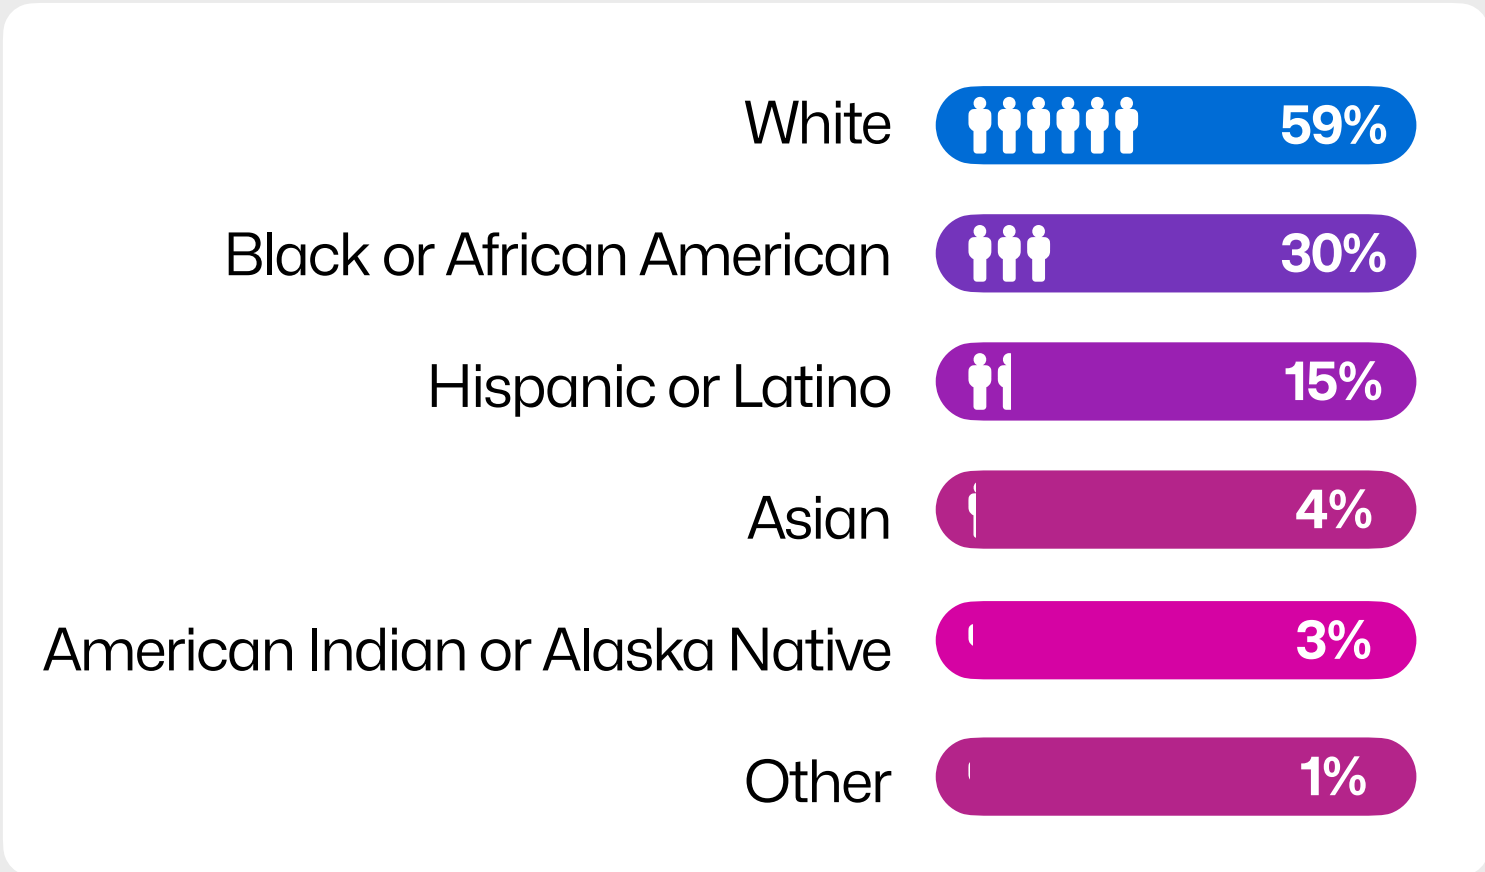 White 59%
Black or African American 30%
Hispanic or Latino 15%
Asian 4%
American Indian or Alaska Native 3%
Other 1%